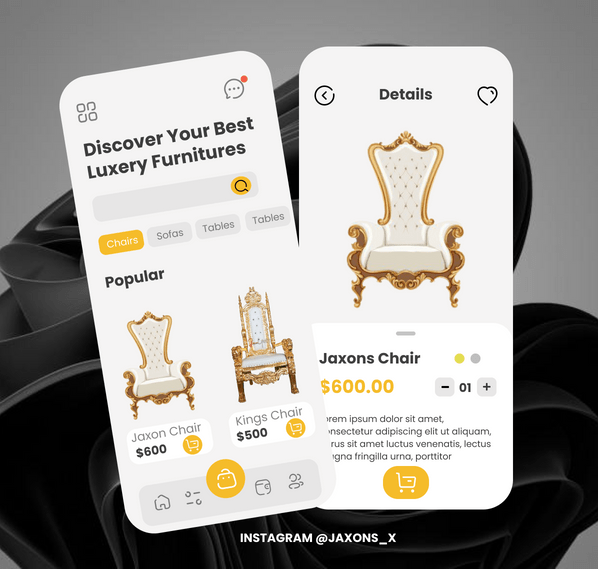 Discover Your Best
Luxery Furnitures
Chairs
Sofas
Tables
Tables
Popular
Jaxon Chair
$600
Kings Chair
$500
Details
Jaxons Chair
$600.00
01
orem ipsum dolor sit amet,
onsectetur adipiscing elit ut aliquam,
rus sit amet luctus venenatis, lectus
gna fringilla urna, porttitor
INSTAGRAM @JAXONS_X